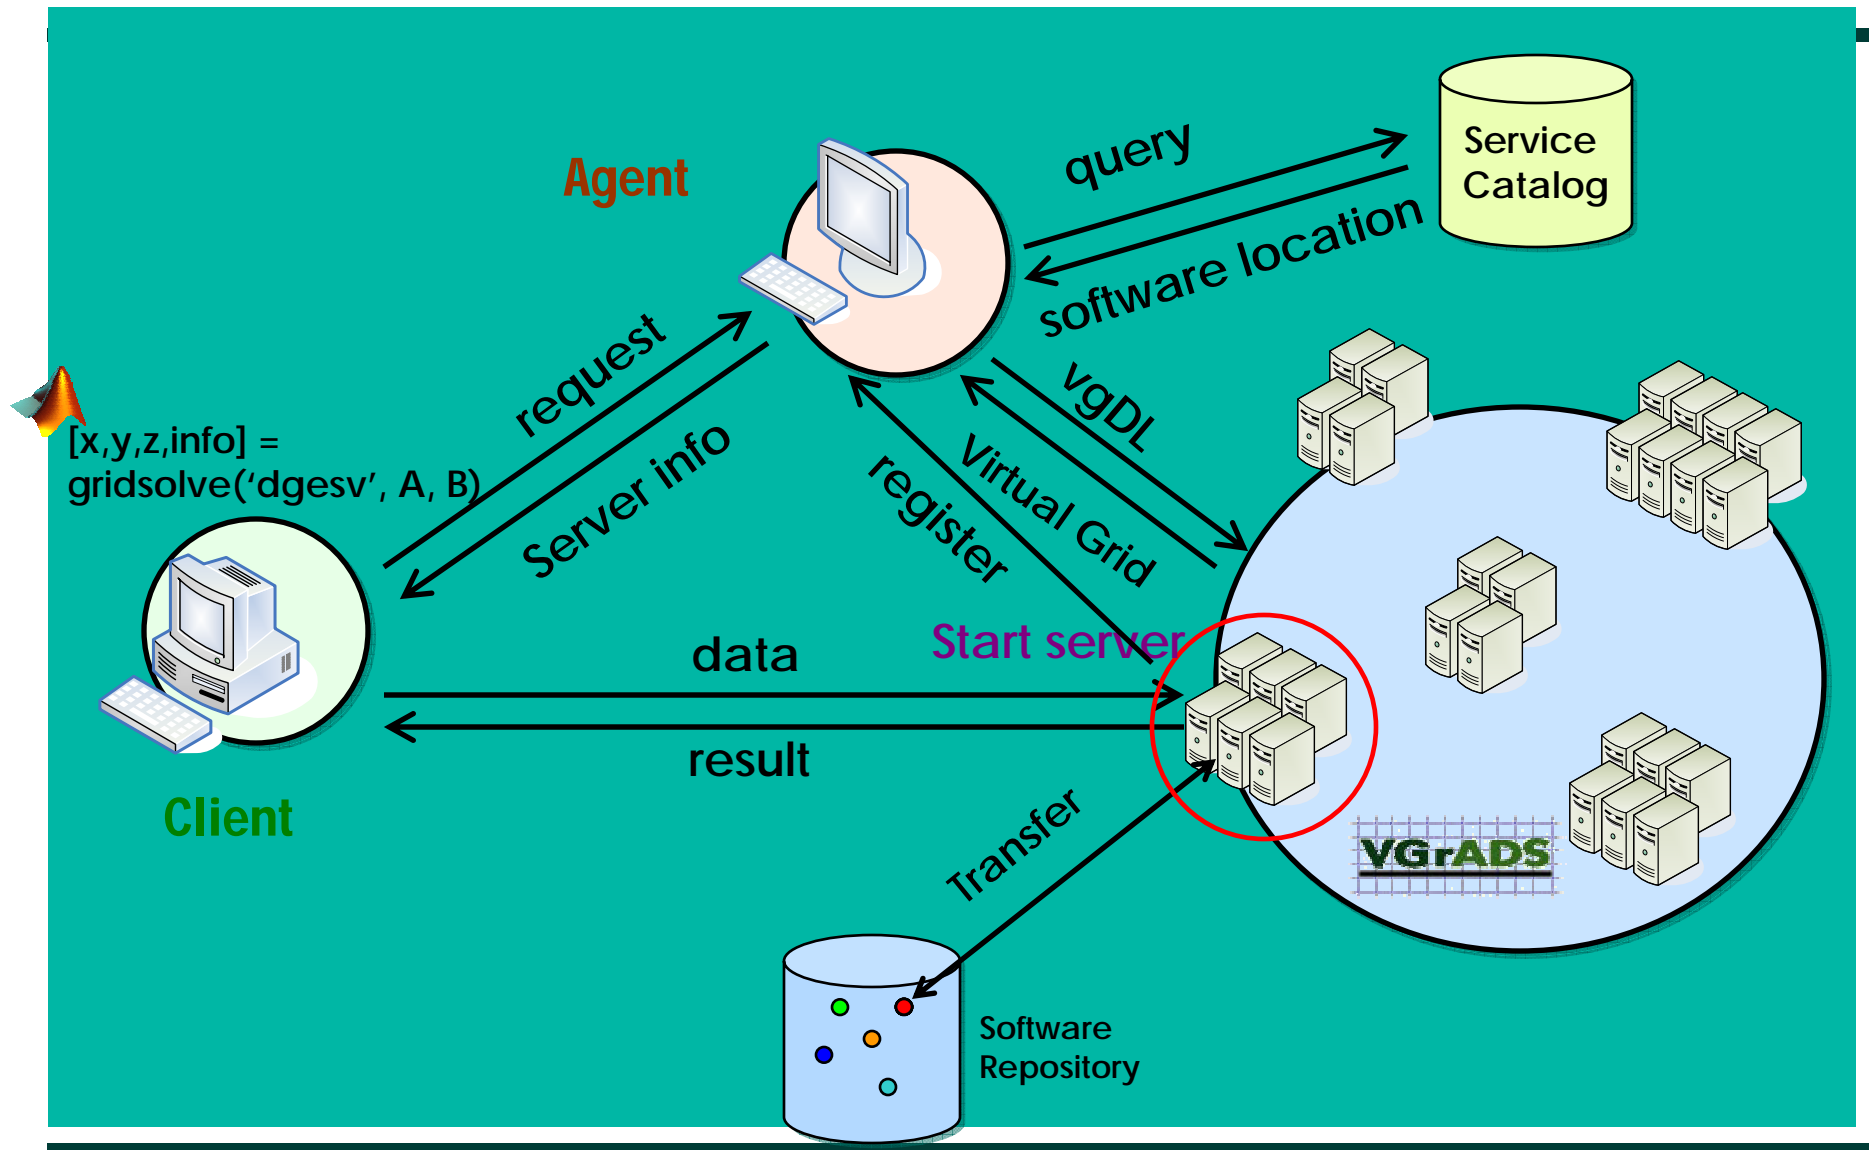 Agent
query
Service
Catalog
software location
request
Server info
vgDL
Virtual Grid
register
[x,y,z,info] =
gridsolve(‘dgesv’, A, B)
Start server
data
result
Client
Transfer
VGrADS
Software
Repository